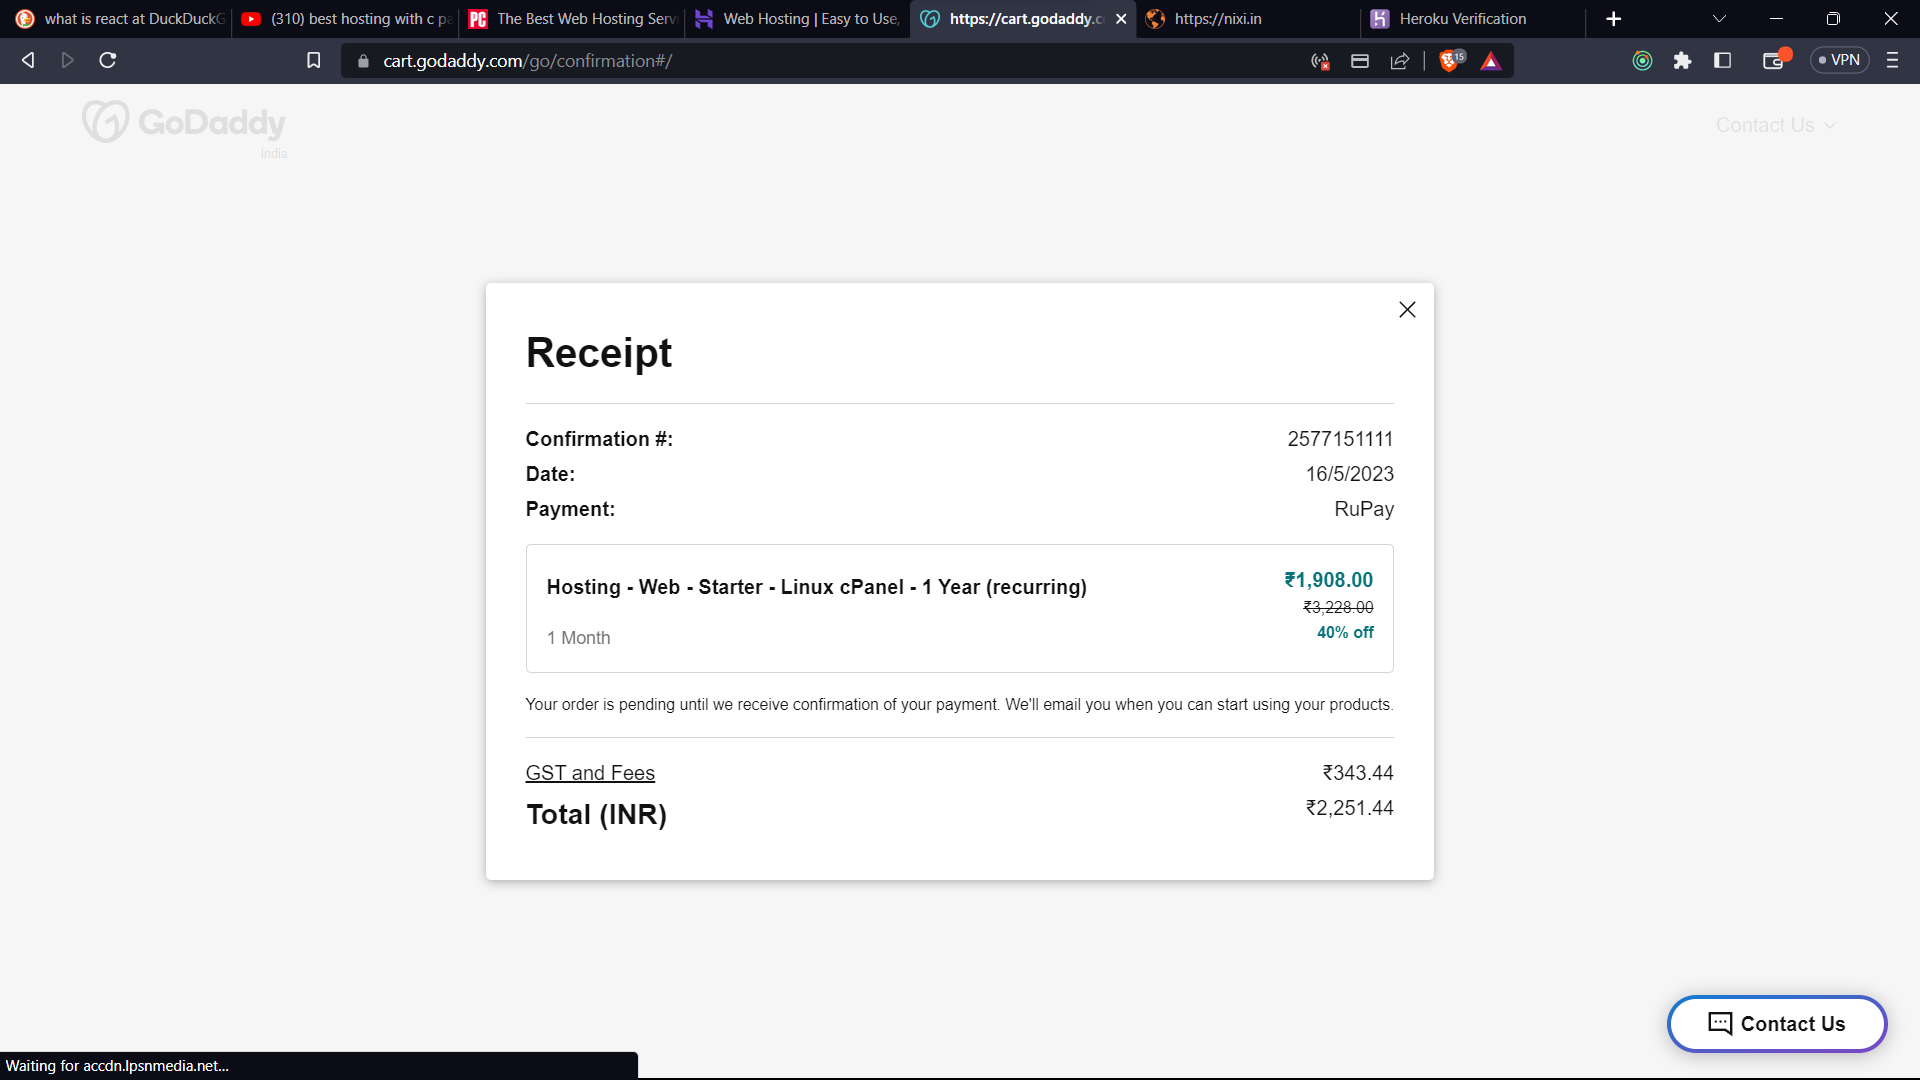 what is react at DuckDuckG
(310) best hosting with c pa
PC The Best Web Hosting Serv
Web Hosting | Easy to Use,
https://cart.godaddy.c
https://nixi.in
Heroku Verification
cart.godaddy.com/go/confirmation#/
15
VPN
GoDaddy
India
Contact Us
Receipt
Confirmation #: 2577151111
Date: 16/5/2023
Payment: RuPay
Hosting - Web - Starter - Linux cPanel - 1 Year (recurring) ₹1,908.00
₹3,228.00
40% off
1 Month
Your order is pending until we receive confirmation of your payment. We'll email you when you can start using your products.
GST and Fees ₹343.44
Total (INR) ₹2,251.44
Contact Us
Waiting for accdn.lpsnmedia.net...